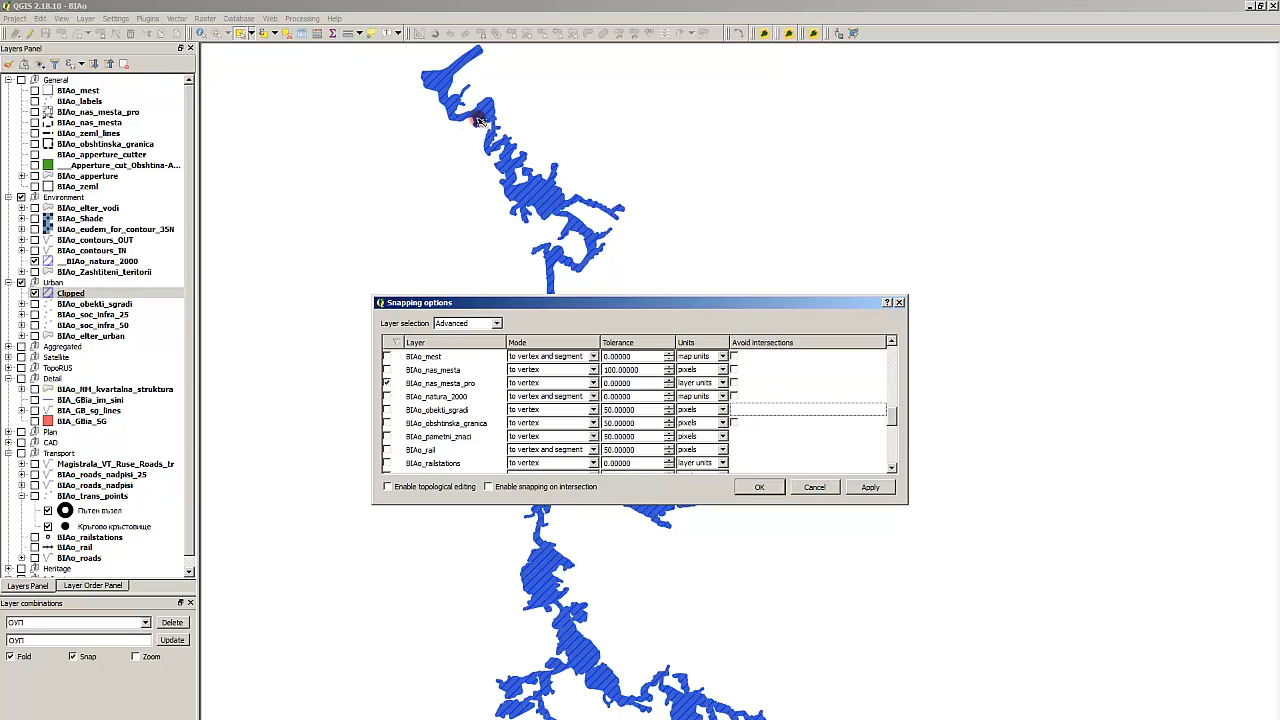 QGIS 2.18.10 - BIAo
Project Edit View Layer Settings Plugins Vector Raster Database Web Processing Help
Layers Panel
General
BIAo_mest
BIAo_labels
BIAo_nas_mesta_pro
BIAo_nas_mesta
BIAo_zeml_lines
BIAo_obshtinska_granica
BIAo_apperture_cutter
___Apperture_cut_Obshtina-A...
BIAo_apperture
BIAo_zeml
Environment
BIAo_elter_vodi
BIAo_Shade
BIAo_eudem_for_contour_35N
BIAo_contours_OUT
BIAo_contours_IN
__BIAo_natura_2000
BIAo_Zashtiteni_teritorii
Urban
Clipped
BIAo_obekti_sgradi
BIAo_soc_infra_25
BIAo_soc_infra_50
BIAo_elter_urban
Aggregated
Satellite
TopoRUS
Detail
BIAo_NM_kvartalna_struktura
BIA_GBia_im_sini
BIA_GB_sg_lines
BIA_GBia_SG
Plan
CAD
Transport
Magistrala_VT_Ruse_Roads_tr
BIAo_roads_nadpisi_25
BIAo_roads_nadpisi
BIAo_trans_points
Пътен възел
Кръгово кръстовище
BIAo_railstations
BIAo_rail
BIAo_roads
Heritage
Layers Panel Layer Order Panel
Layer combinations
ОУП Delete
ОУП Update
Fold Snap Zoom
Snapping options
Layer selection Advanced
Layer Mode Tolerance Units Avoid intersections
BIAo_mest to vertex and segment 0.00000 map units
BIAo_nas_mesta to vertex 100.00000 pixels
BIAo_nas_mesta_pro to vertex 0.00000 layer units
BIAo_natura_2000 to vertex and segment 0.00000 map units
BIAo_obekti_sgradi to vertex 50.00000 pixels
BIAo_obshtinska_granica to vertex 50.00000 pixels
BIAo_pametni_znaci to vertex 50.00000 pixels
BIAo_rail to vertex and segment 50.00000 pixels
BIAo_railstations to vertex 0.00000 layer units
Enable topological editing Enable snapping on intersection OK Cancel Apply